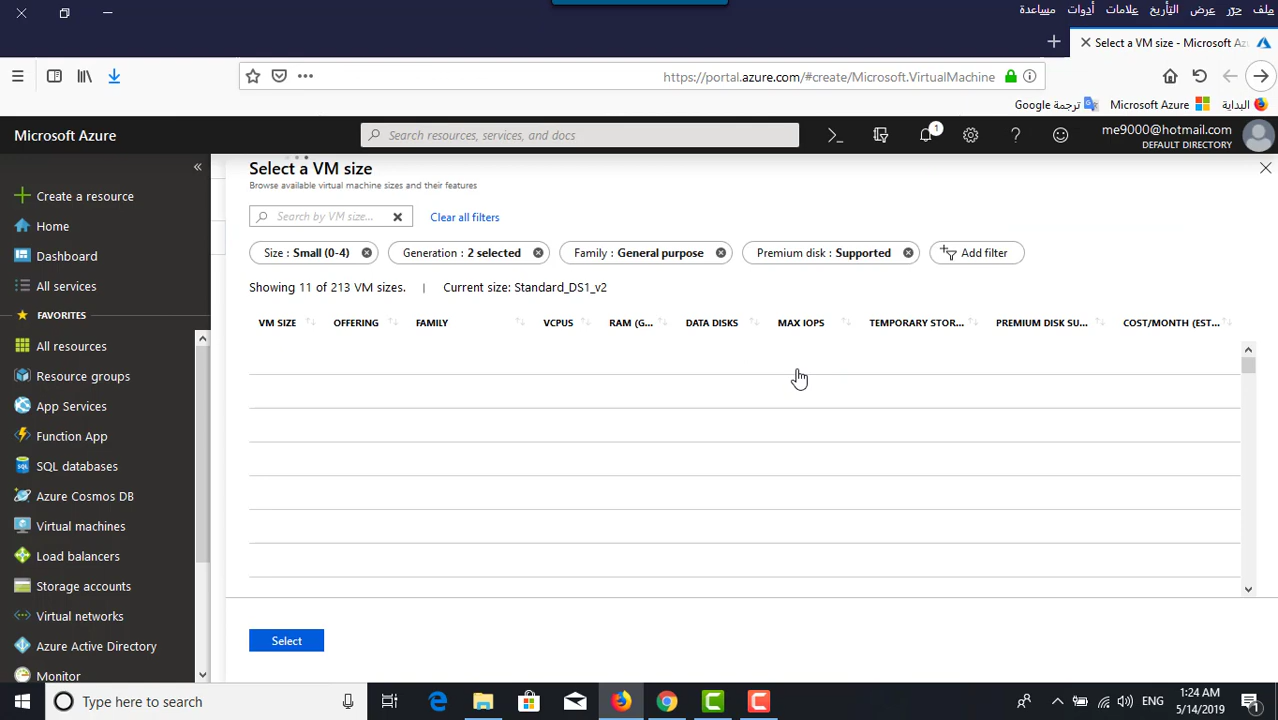 ملف حرّر عرض التأريخ علامات أدوات مساعدة
Select a VM size - Microsoft Az
https://portal.azure.com/#create/Microsoft.VirtualMachine
البداية Microsoft Azure ترجمة Google
Microsoft Azure
Search resources, services, and docs
1
me9000@hotmail.com
DEFAULT DIRECTORY
Create a resource
Home
Dashboard
All services
FAVORITES
All resources
Resource groups
App Services
Function App
SQL databases
Azure Cosmos DB
Virtual machines
Load balancers
Storage accounts
Virtual networks
Azure Active Directory
Monitor
Select a VM size
Browse available virtual machine sizes and their features
Search by VM size...
Clear all filters
Size : Small (0-4)
Generation : 2 selected
Family : General purpose
Premium disk : Supported
Add filter
Showing 11 of 213 VM sizes. | Current size: Standard_DS1_v2
VM SIZE OFFERING FAMILY VCPUS RAM (G... DATA DISKS MAX IOPS TEMPORARY STOR... PREMIUM DISK SU... COST/MONTH (EST...
Select
Type here to search
ENG
1:24 AM
5/14/2019
1